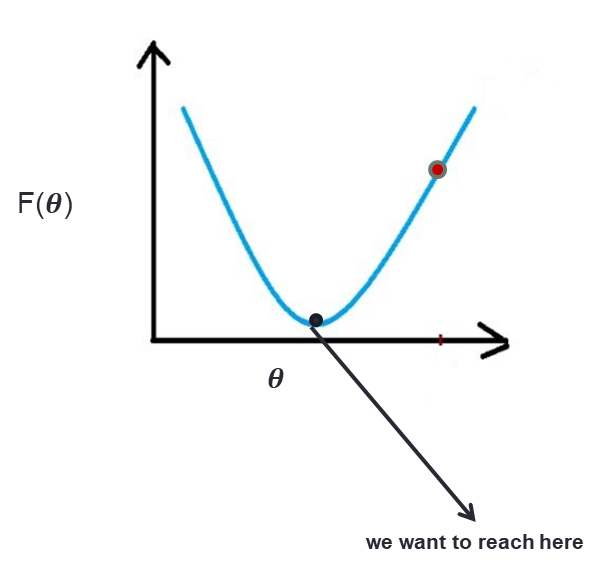 F(θ)
θ
we want to reach here